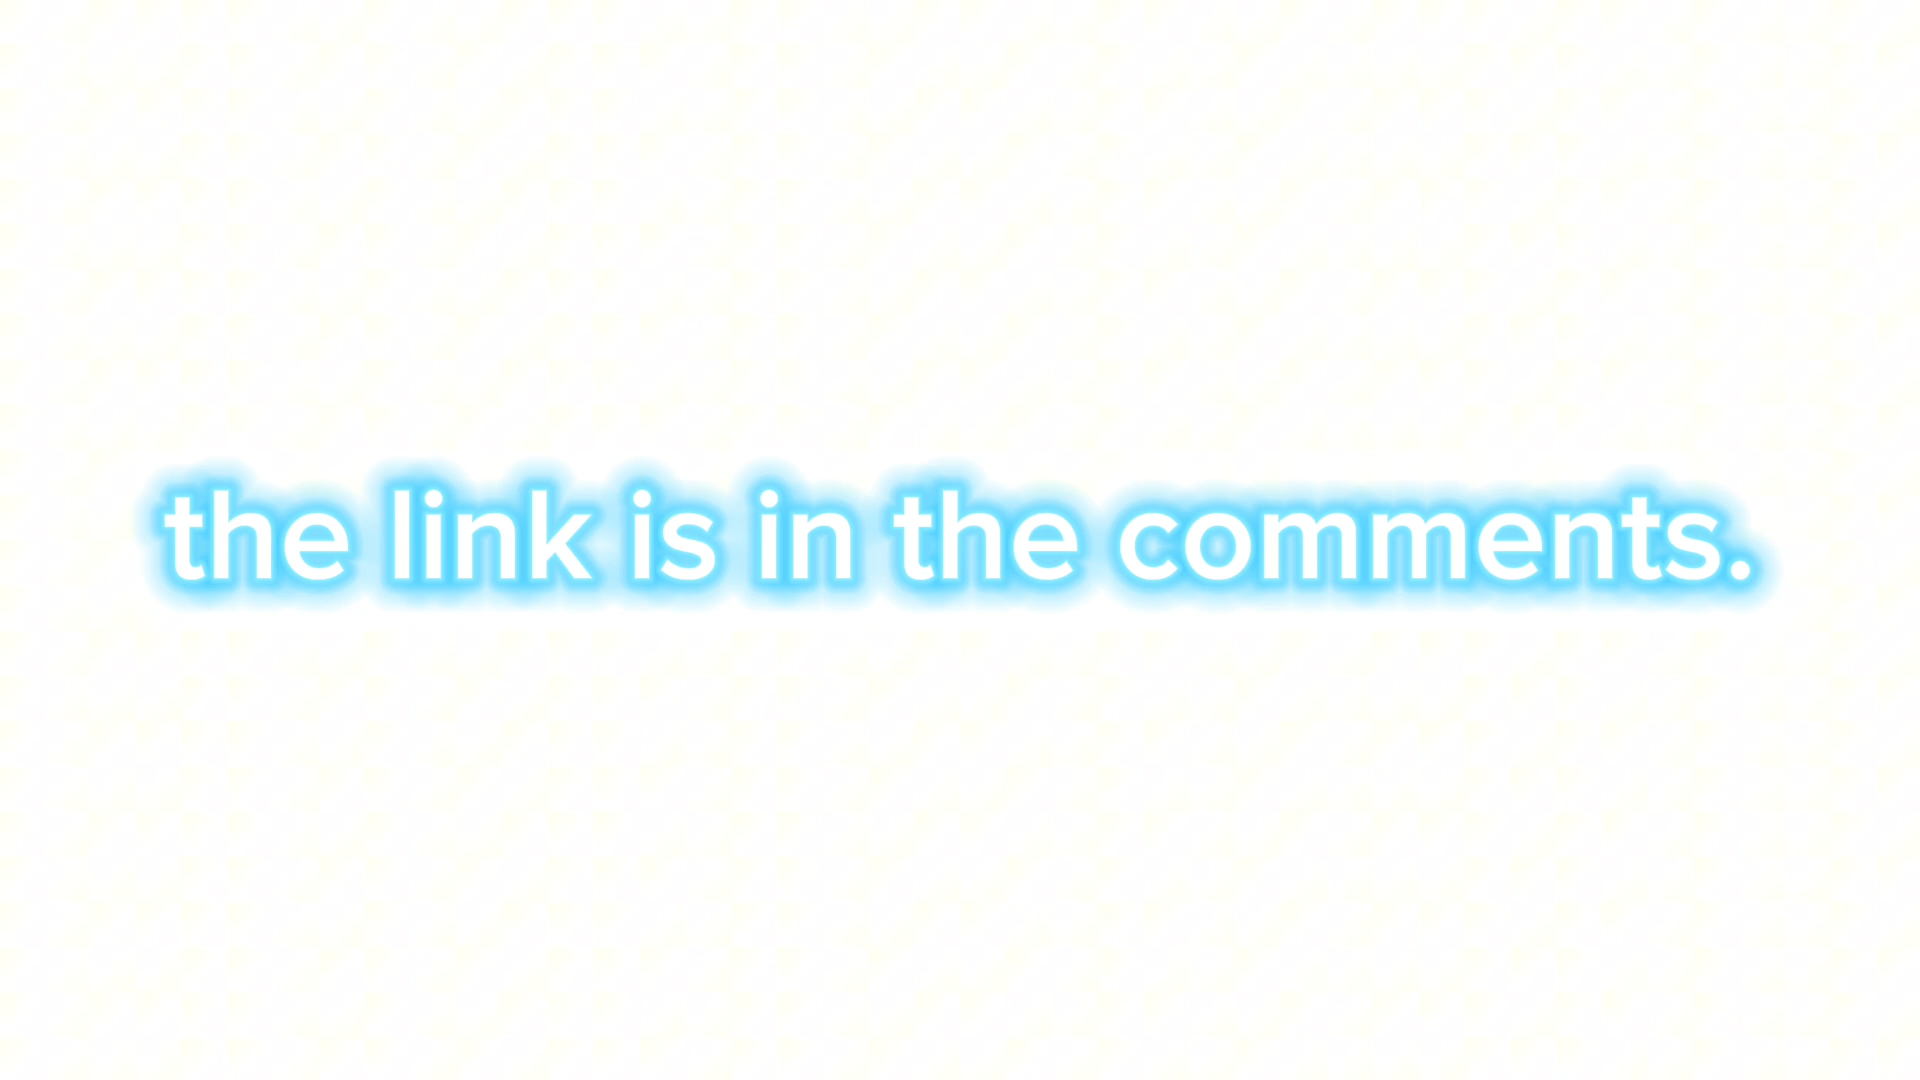 the link is in the comments.